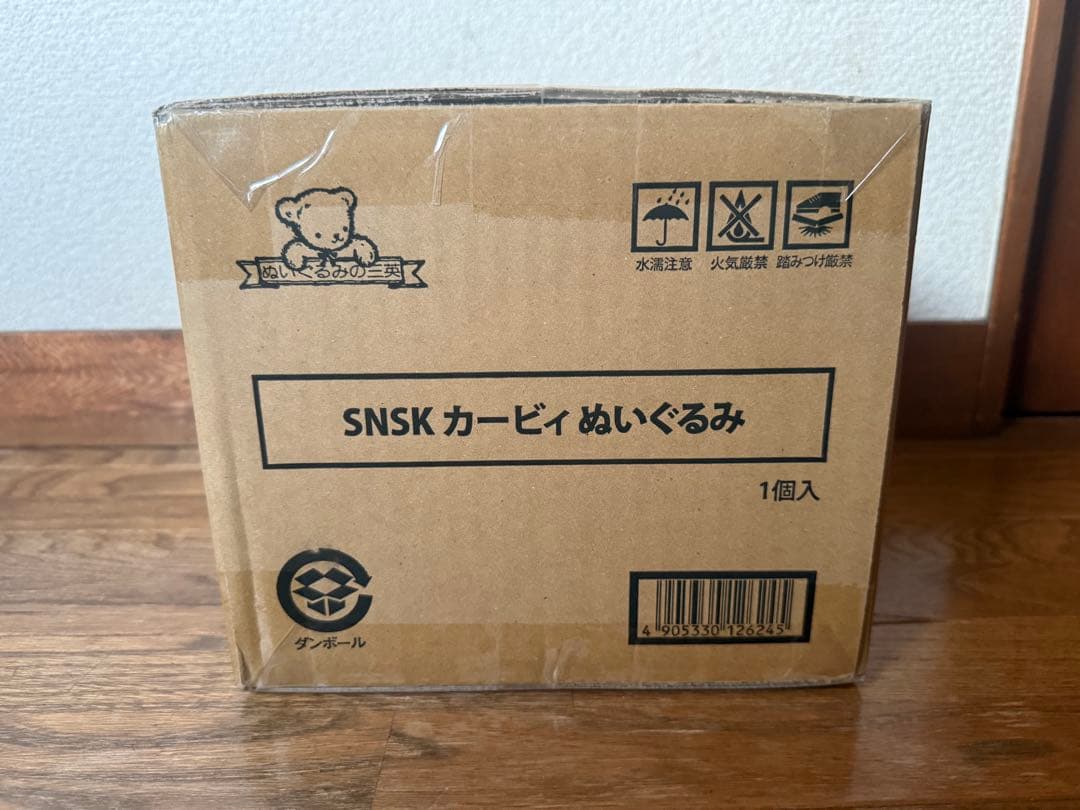 ぬいぐるみの三英
水濡注意 火気厳禁 踏みつけ厳禁
SNSK カービィ ぬいぐるみ
1個入
ダンボール
4 905330 126245